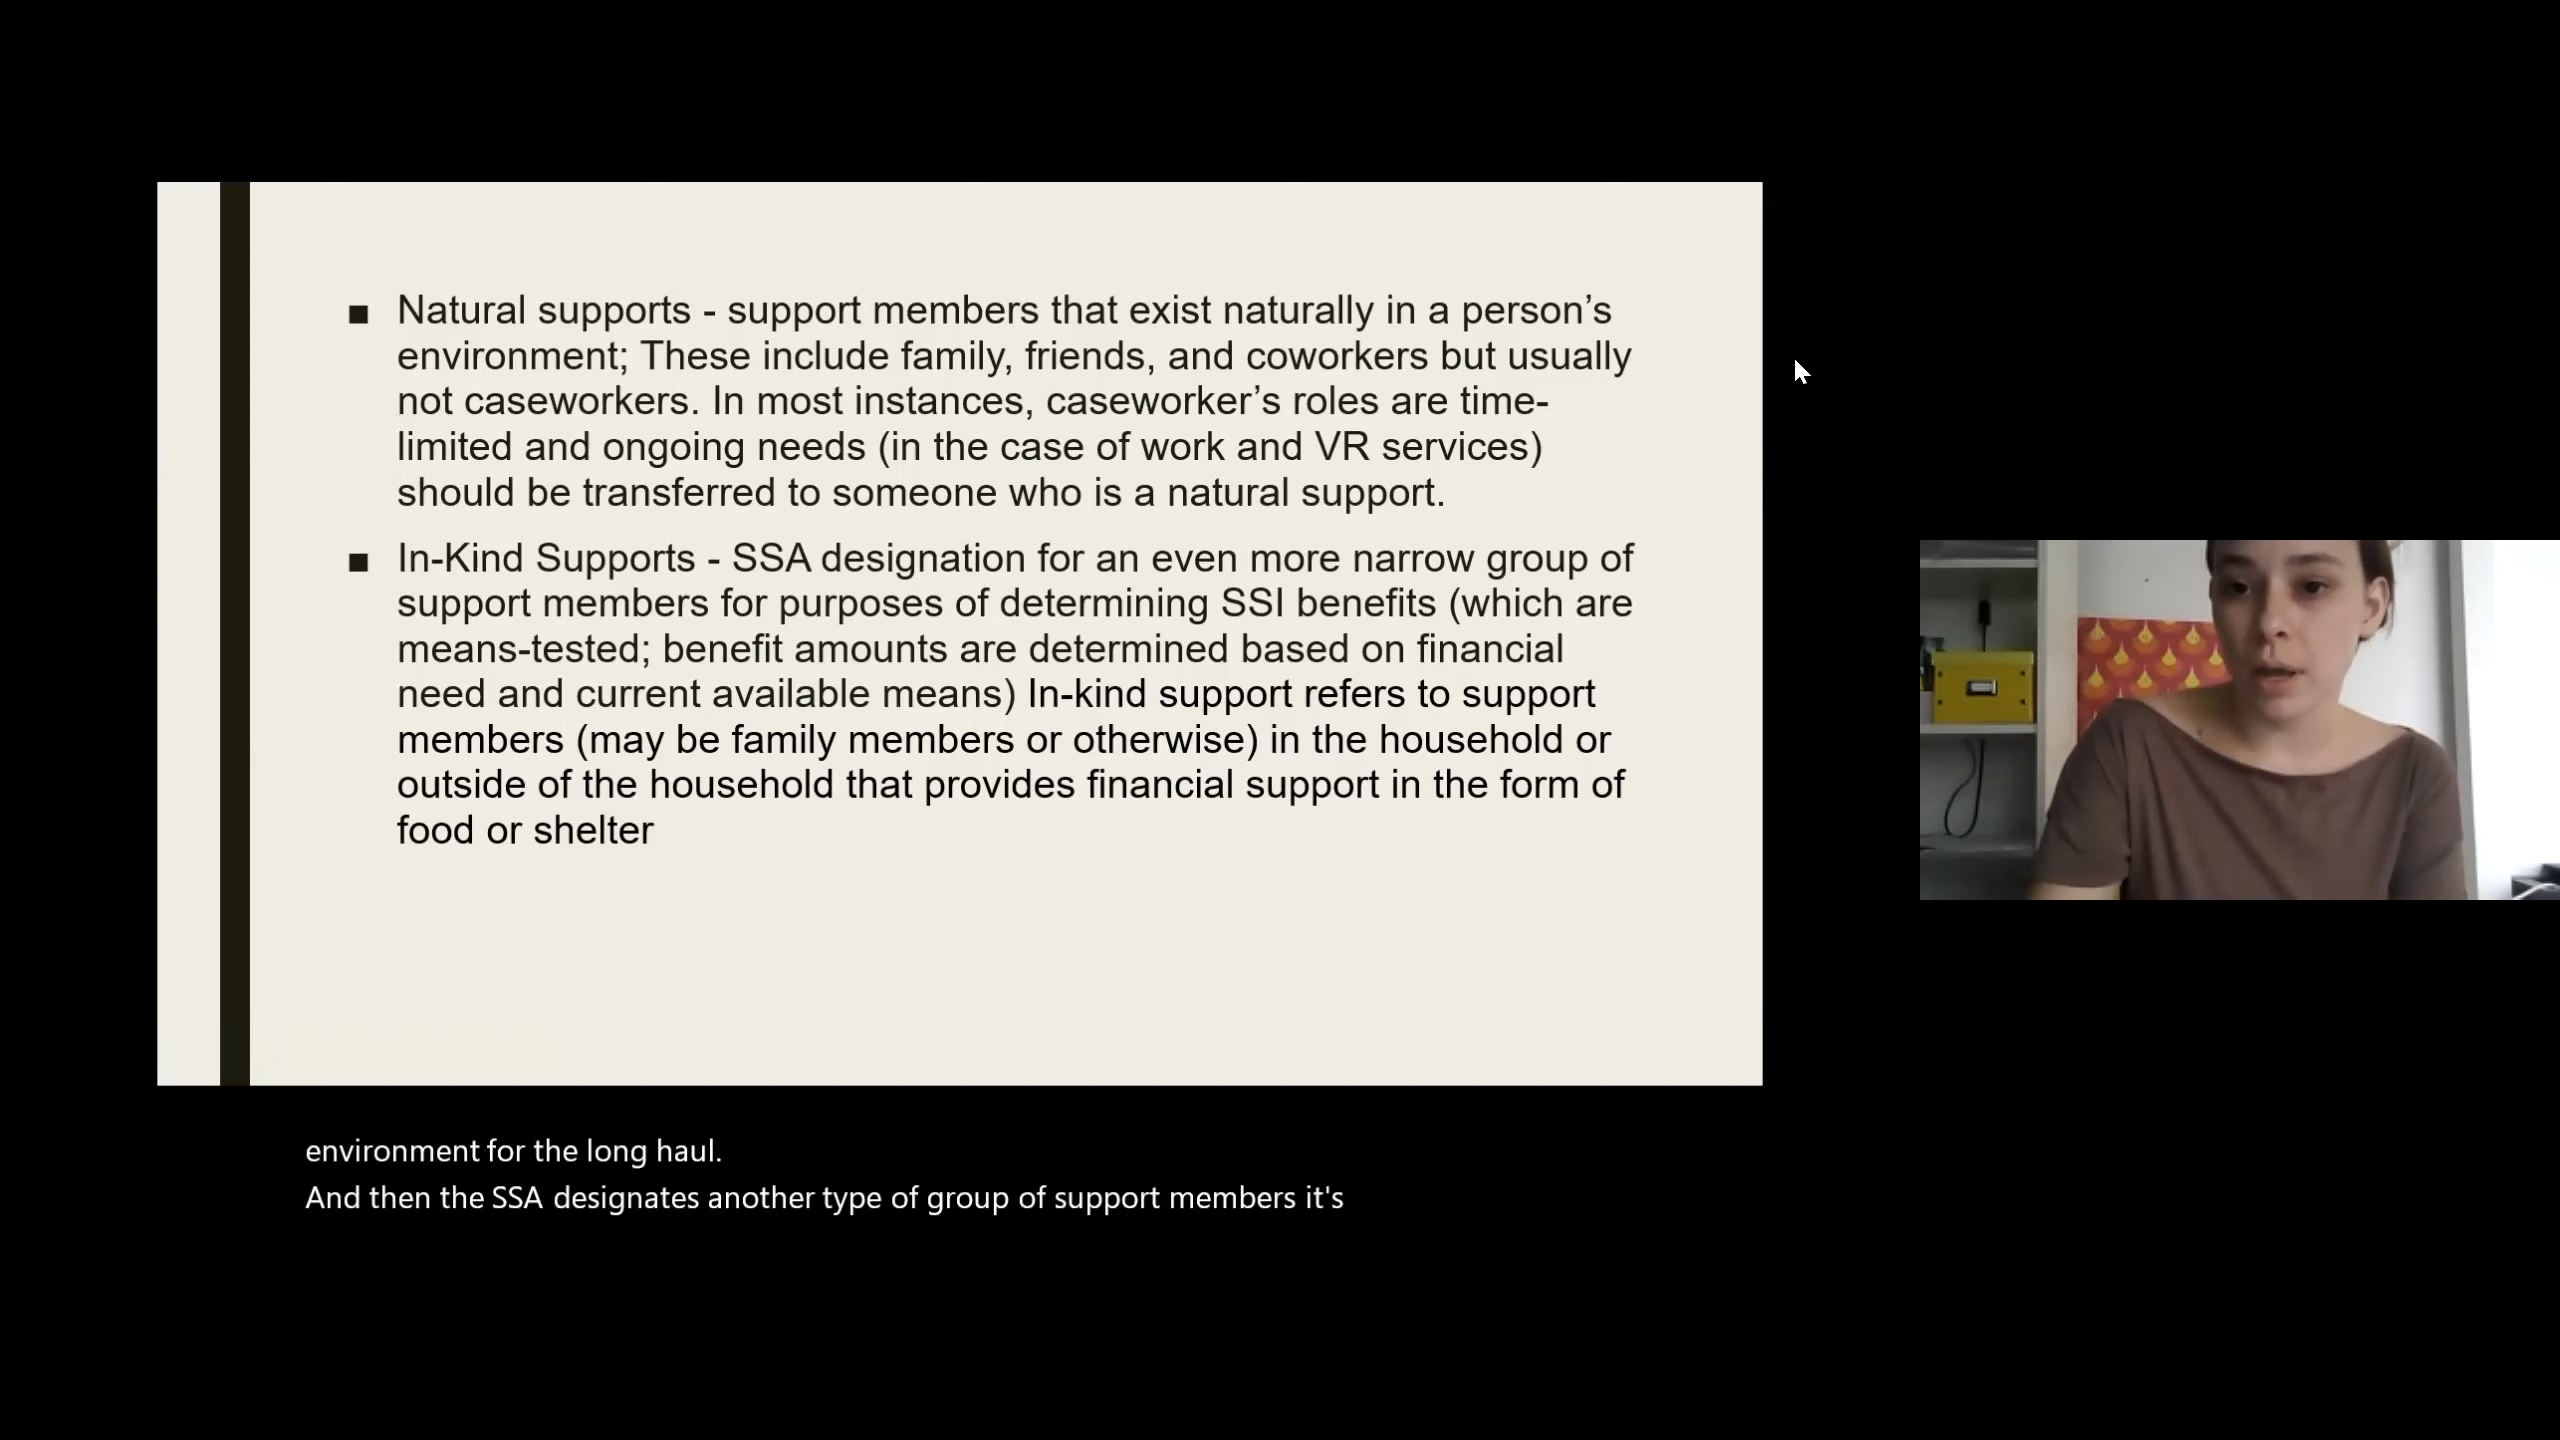 ■ Natural supports - support members that exist naturally in a person’s
environment; These include family, friends, and coworkers but usually
not caseworkers. In most instances, caseworker’s roles are time-
limited and ongoing needs (in the case of work and VR services)
should be transferred to someone who is a natural support.
■ In-Kind Supports - SSA designation for an even more narrow group of
support members for purposes of determining SSI benefits (which are
means-tested; benefit amounts are determined based on financial
need and current available means) In-kind support refers to support
members (may be family members or otherwise) in the household or
outside of the household that provides financial support in the form of
food or shelter
environment for the long haul.
And then the SSA designates another type of group of support members it's